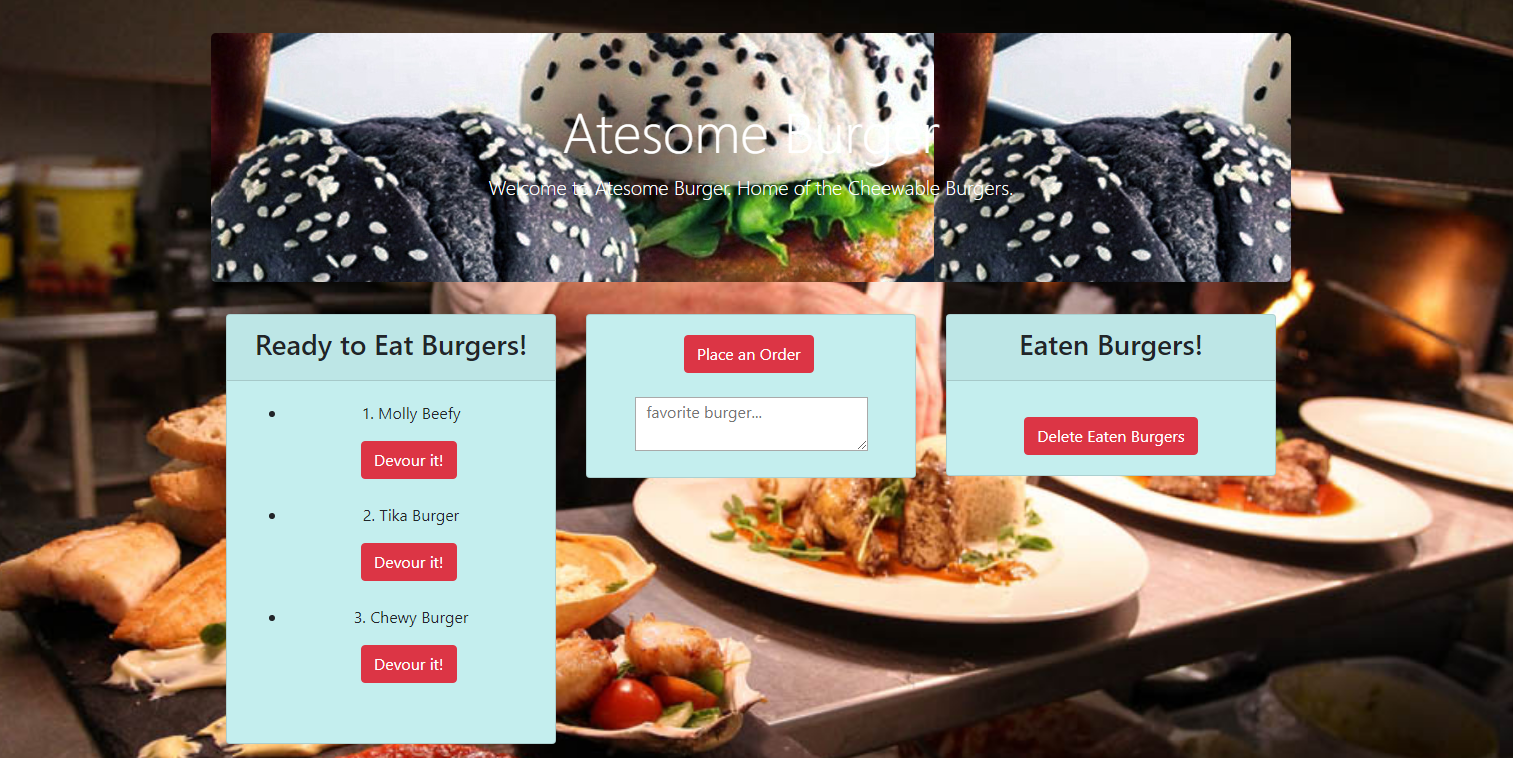 Atesome Burger
Welcome to Atesome Burger. Home of the Cheewable Burgers.
Ready to Eat Burgers!
1. Molly Beefy
Devour it!
2. Tika Burger
Devour it!
3. Chewy Burger
Devour it!
Place an Order
favorite burger...
Eaten Burgers!
Delete Eaten Burgers